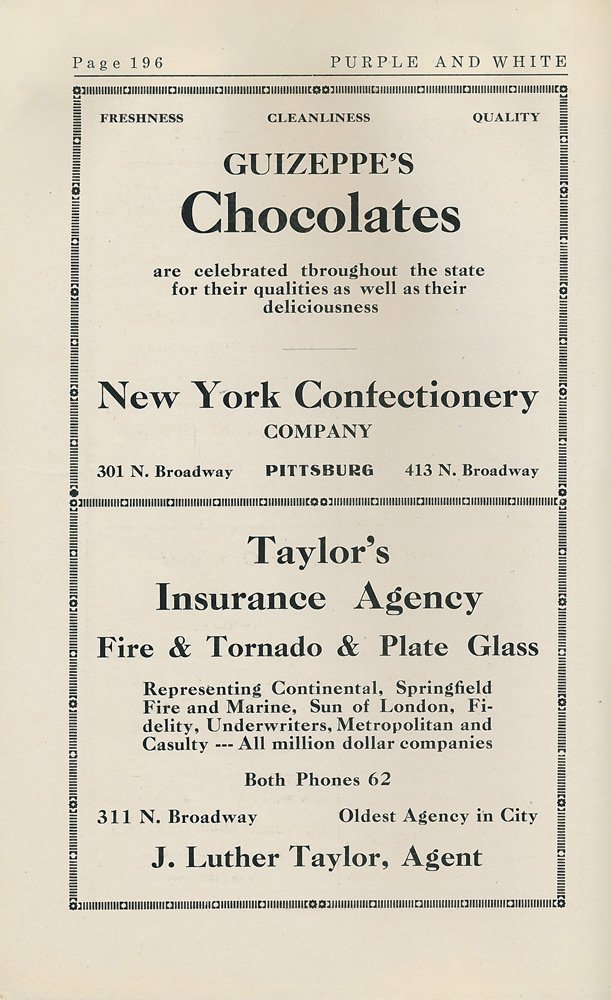 Page 196 PURPLE AND WHITE
FRESHNESS CLEANLINESS QUALITY
GUIZEPPE'S
Chocolates
are celebrated tbroughout the state
for their qualities as well as their
deliciousness
New York Confectionery
COMPANY
301 N. Broadway PITTSBURG 413 N. Broadway
Taylor's
Insurance Agency
Fire & Tornado & Plate Glass
Representing Continental, Springfield
Fire and Marine, Sun of London, Fi-
delity, Underwriters, Metropolitan and
Casulty --- All million dollar companies
Both Phones 62
311 N. Broadway Oldest Agency in City
J. Luther Taylor, Agent